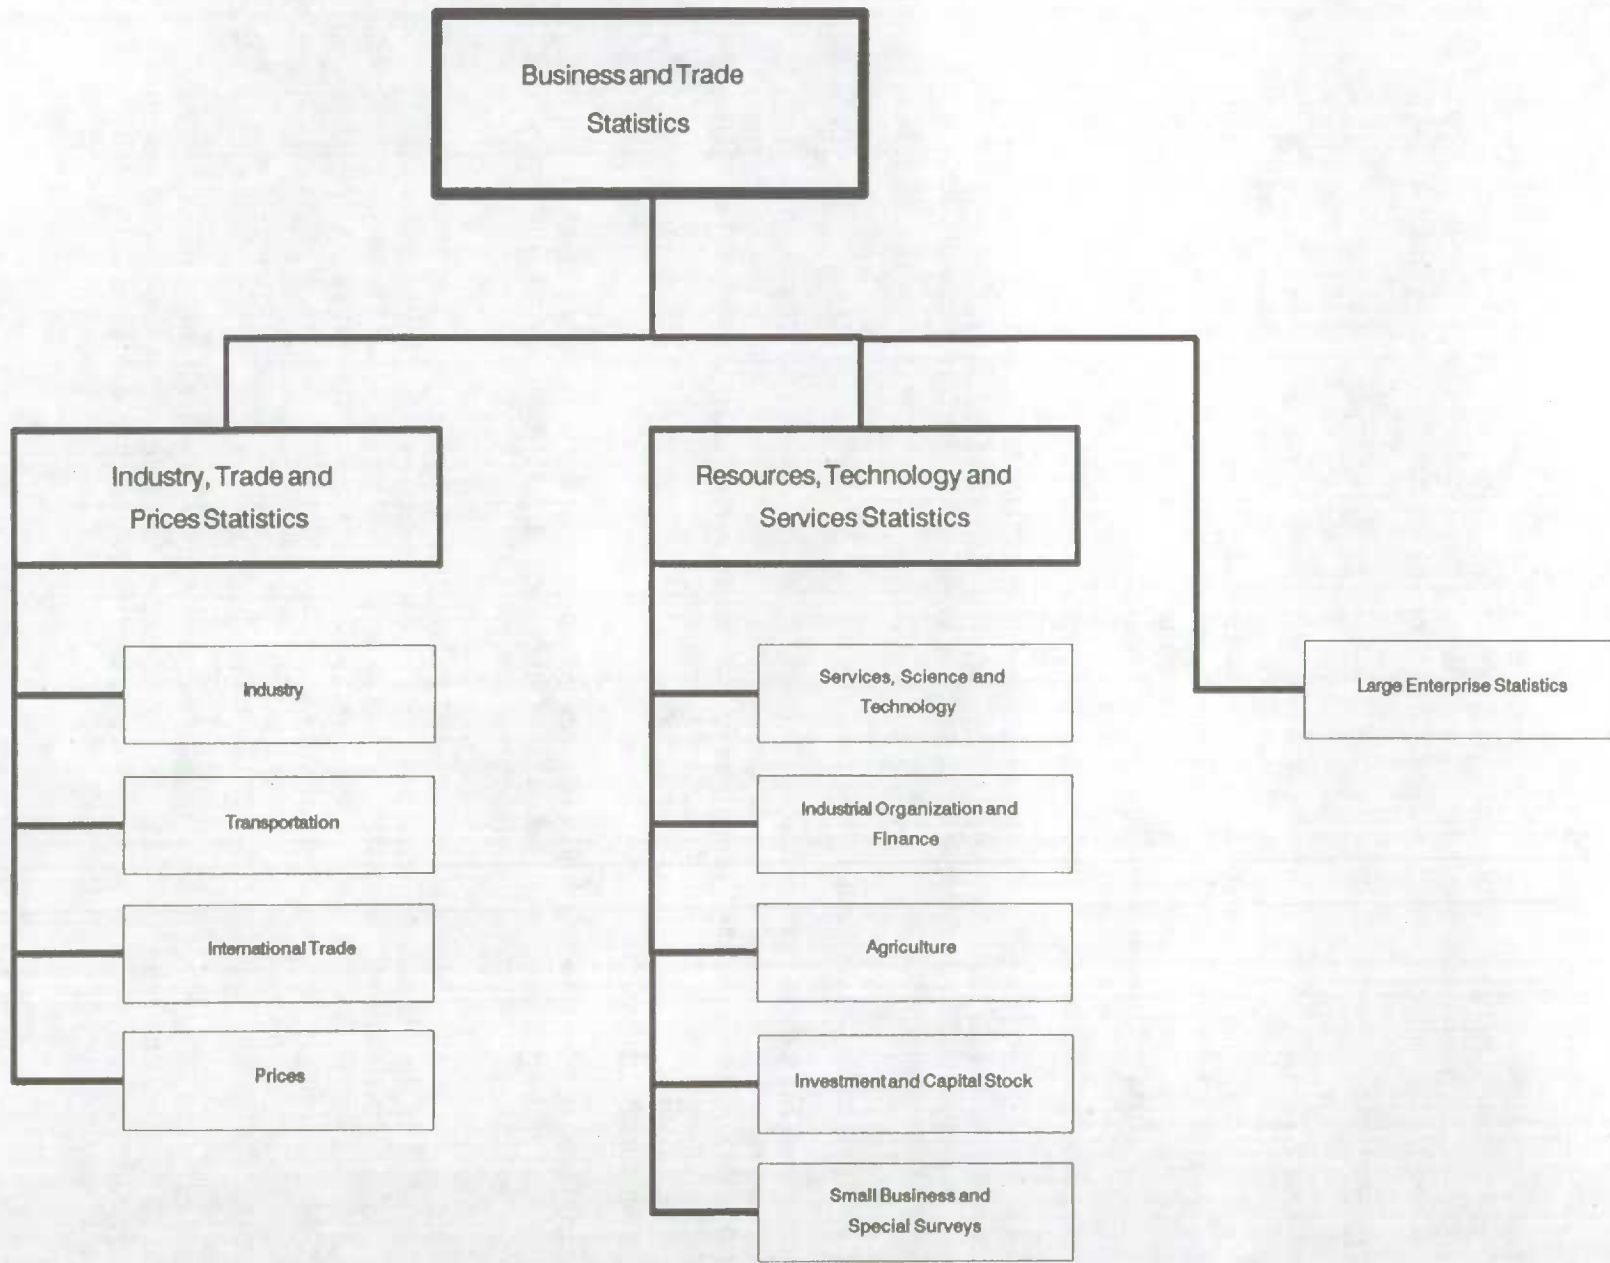 Business and Trade
Statistics
Industry, Trade and
Prices Statistics
Industry
Transportation
International Trade
Prices
Resources, Technology and
Services Statistics
Services, Science and
Technology
Industrial Organization and
Finance
Agriculture
Investment and Capital Stock
Small Business and
Special Surveys
Large Enterprise Statistics